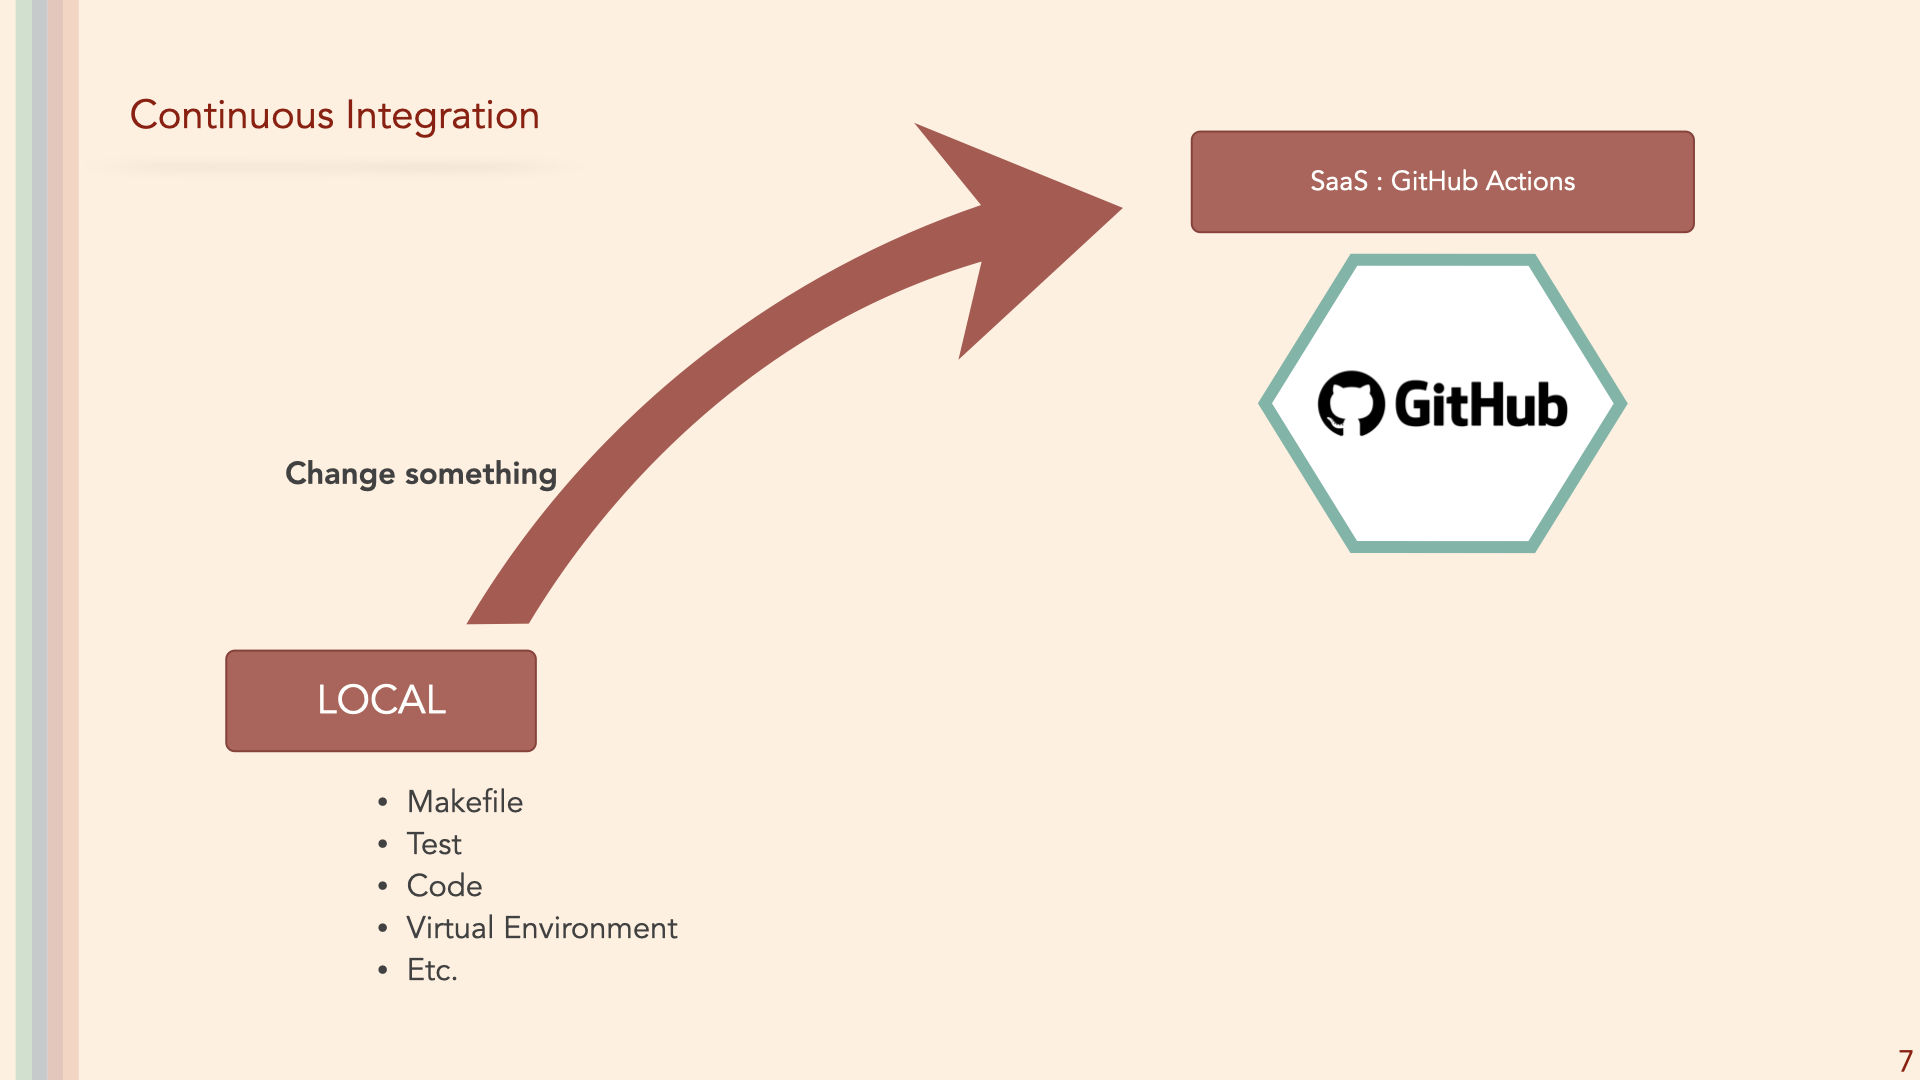 Continuous Integration
SaaS : GitHub Actions
GitHub
Change something
LOCAL
• Makefile
• Test
• Code
• Virtual Environment
• Etc.
7